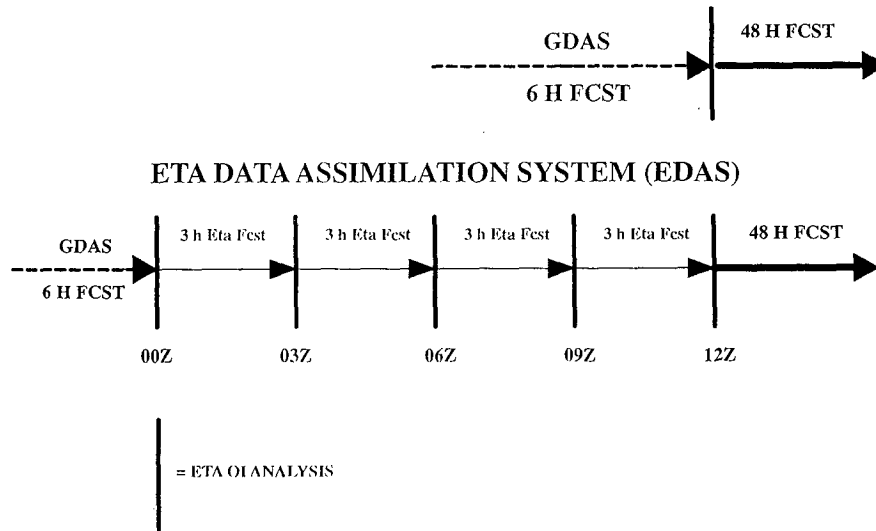 48 H FCST
GDAS
6 H FCST
ETA DATA ASSIMILATION SYSTEM (EDAS)
GDAS
6 H FCST
3 h Eta Fcst
3 h Eta Fcst
3 h Eta Fcst
3 h Eta Fcst
48 H FCST
00Z
03Z
06Z
09Z
12Z
= ETA OI ANALYSIS